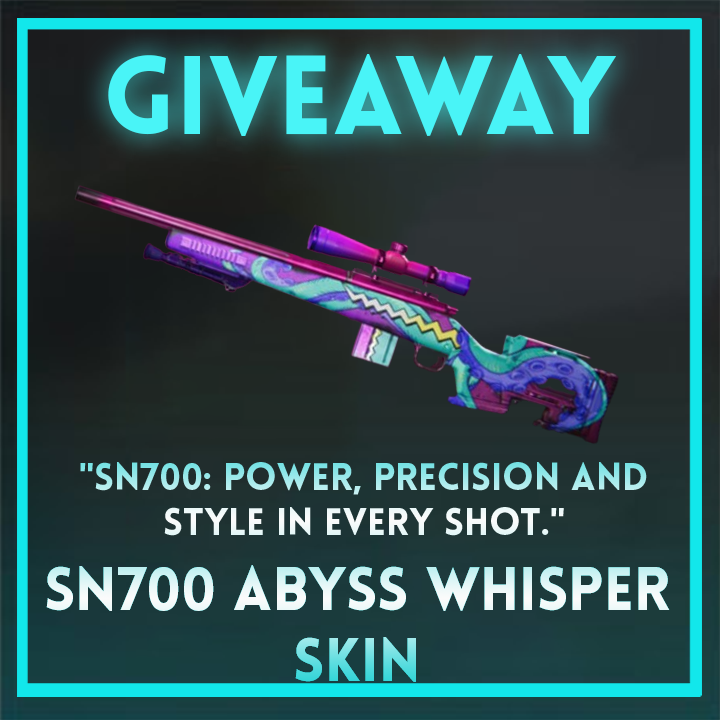 GIVEAWAY
"SN700: POWER, PRECISION AND
STYLE IN EVERY SHOT."
SN700 ABYSS WHISPER
SKIN